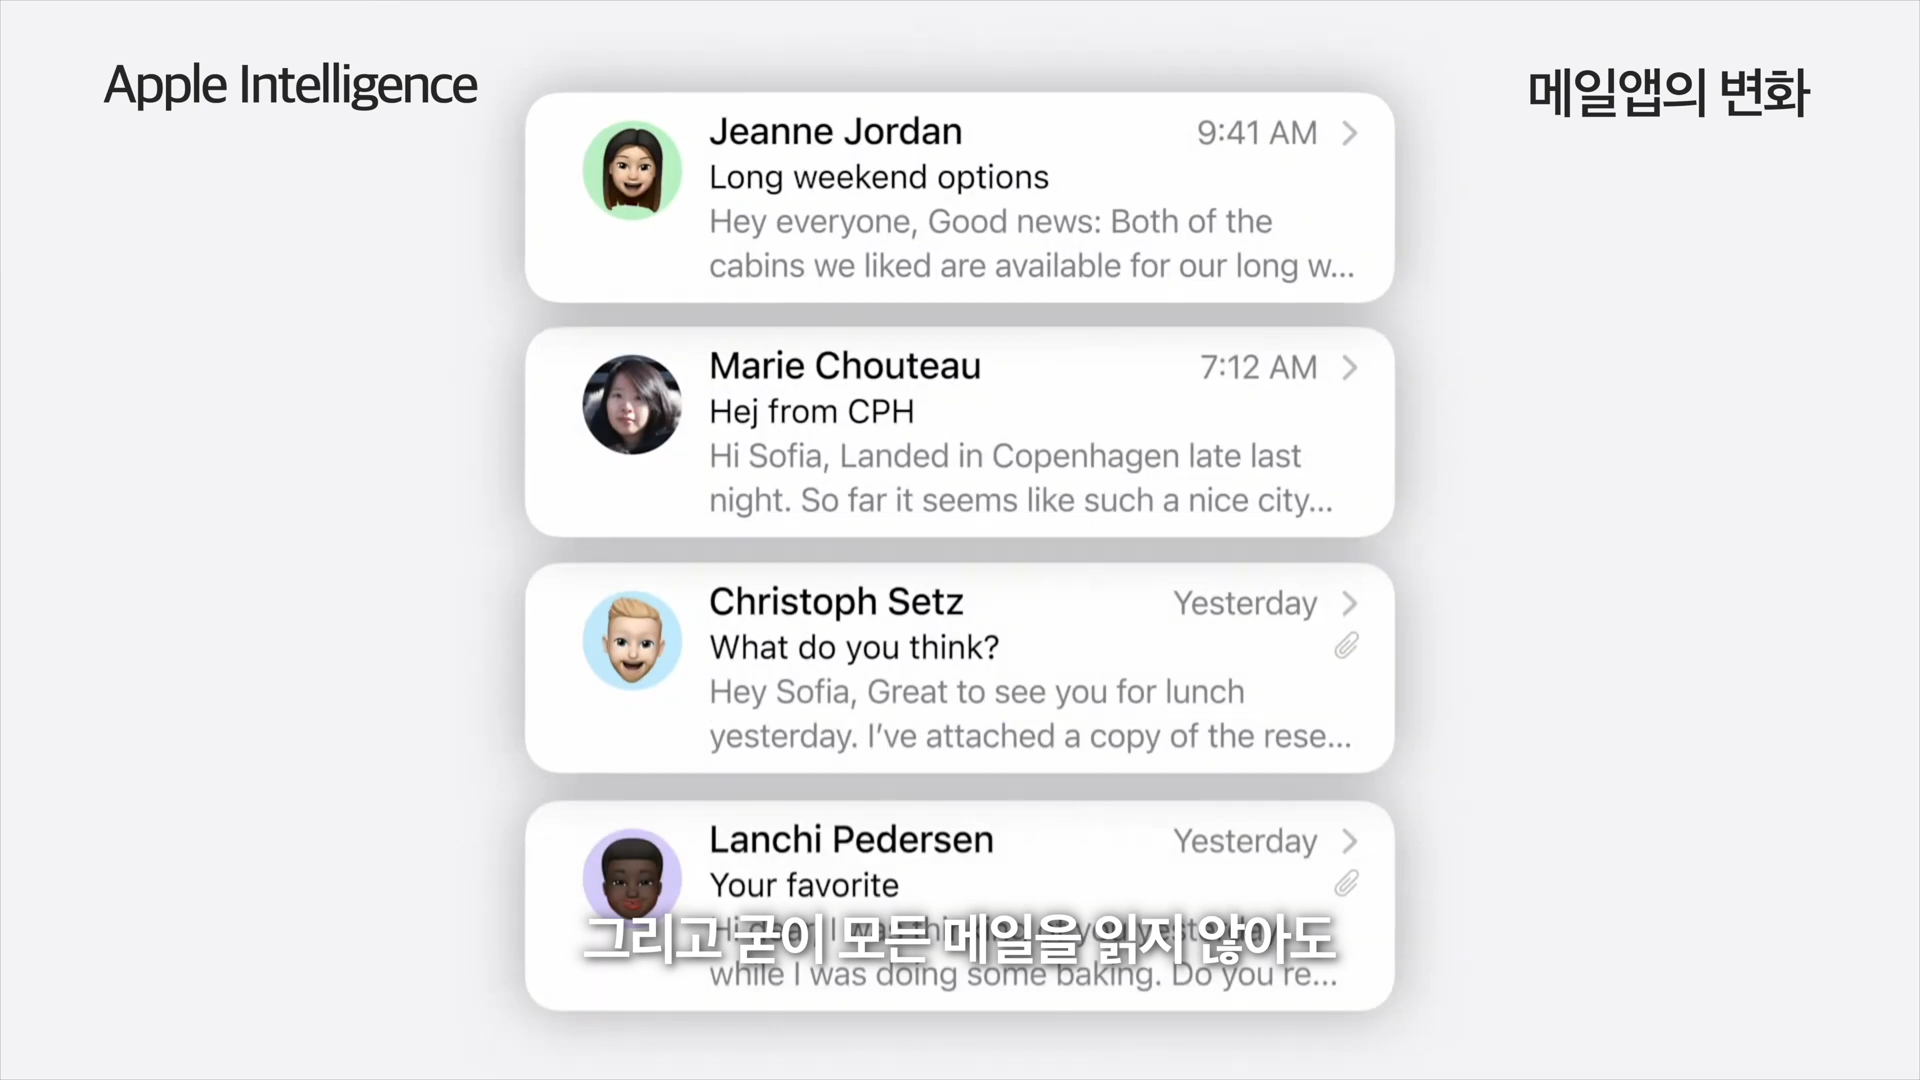 Apple Intelligence
메일앱의 변화
Jeanne Jordan
9:41 AM
Long weekend options
Hey everyone, Good news: Both of the
cabins we liked are available for our long w...
Marie Chouteau
7:12 AM
Hej from CPH
Hi Sofia, Landed in Copenhagen late last
night. So far it seems like such a nice city...
Christoph Setz
Yesterday
What do you think?
Hey Sofia, Great to see you for lunch
yesterday. I've attached a copy of the rese...
Lanchi Pedersen
Yesterday
Your favorite
그리고 굳이 모든 메일을 읽지 않아도
while I was doing some baking. Do you re...